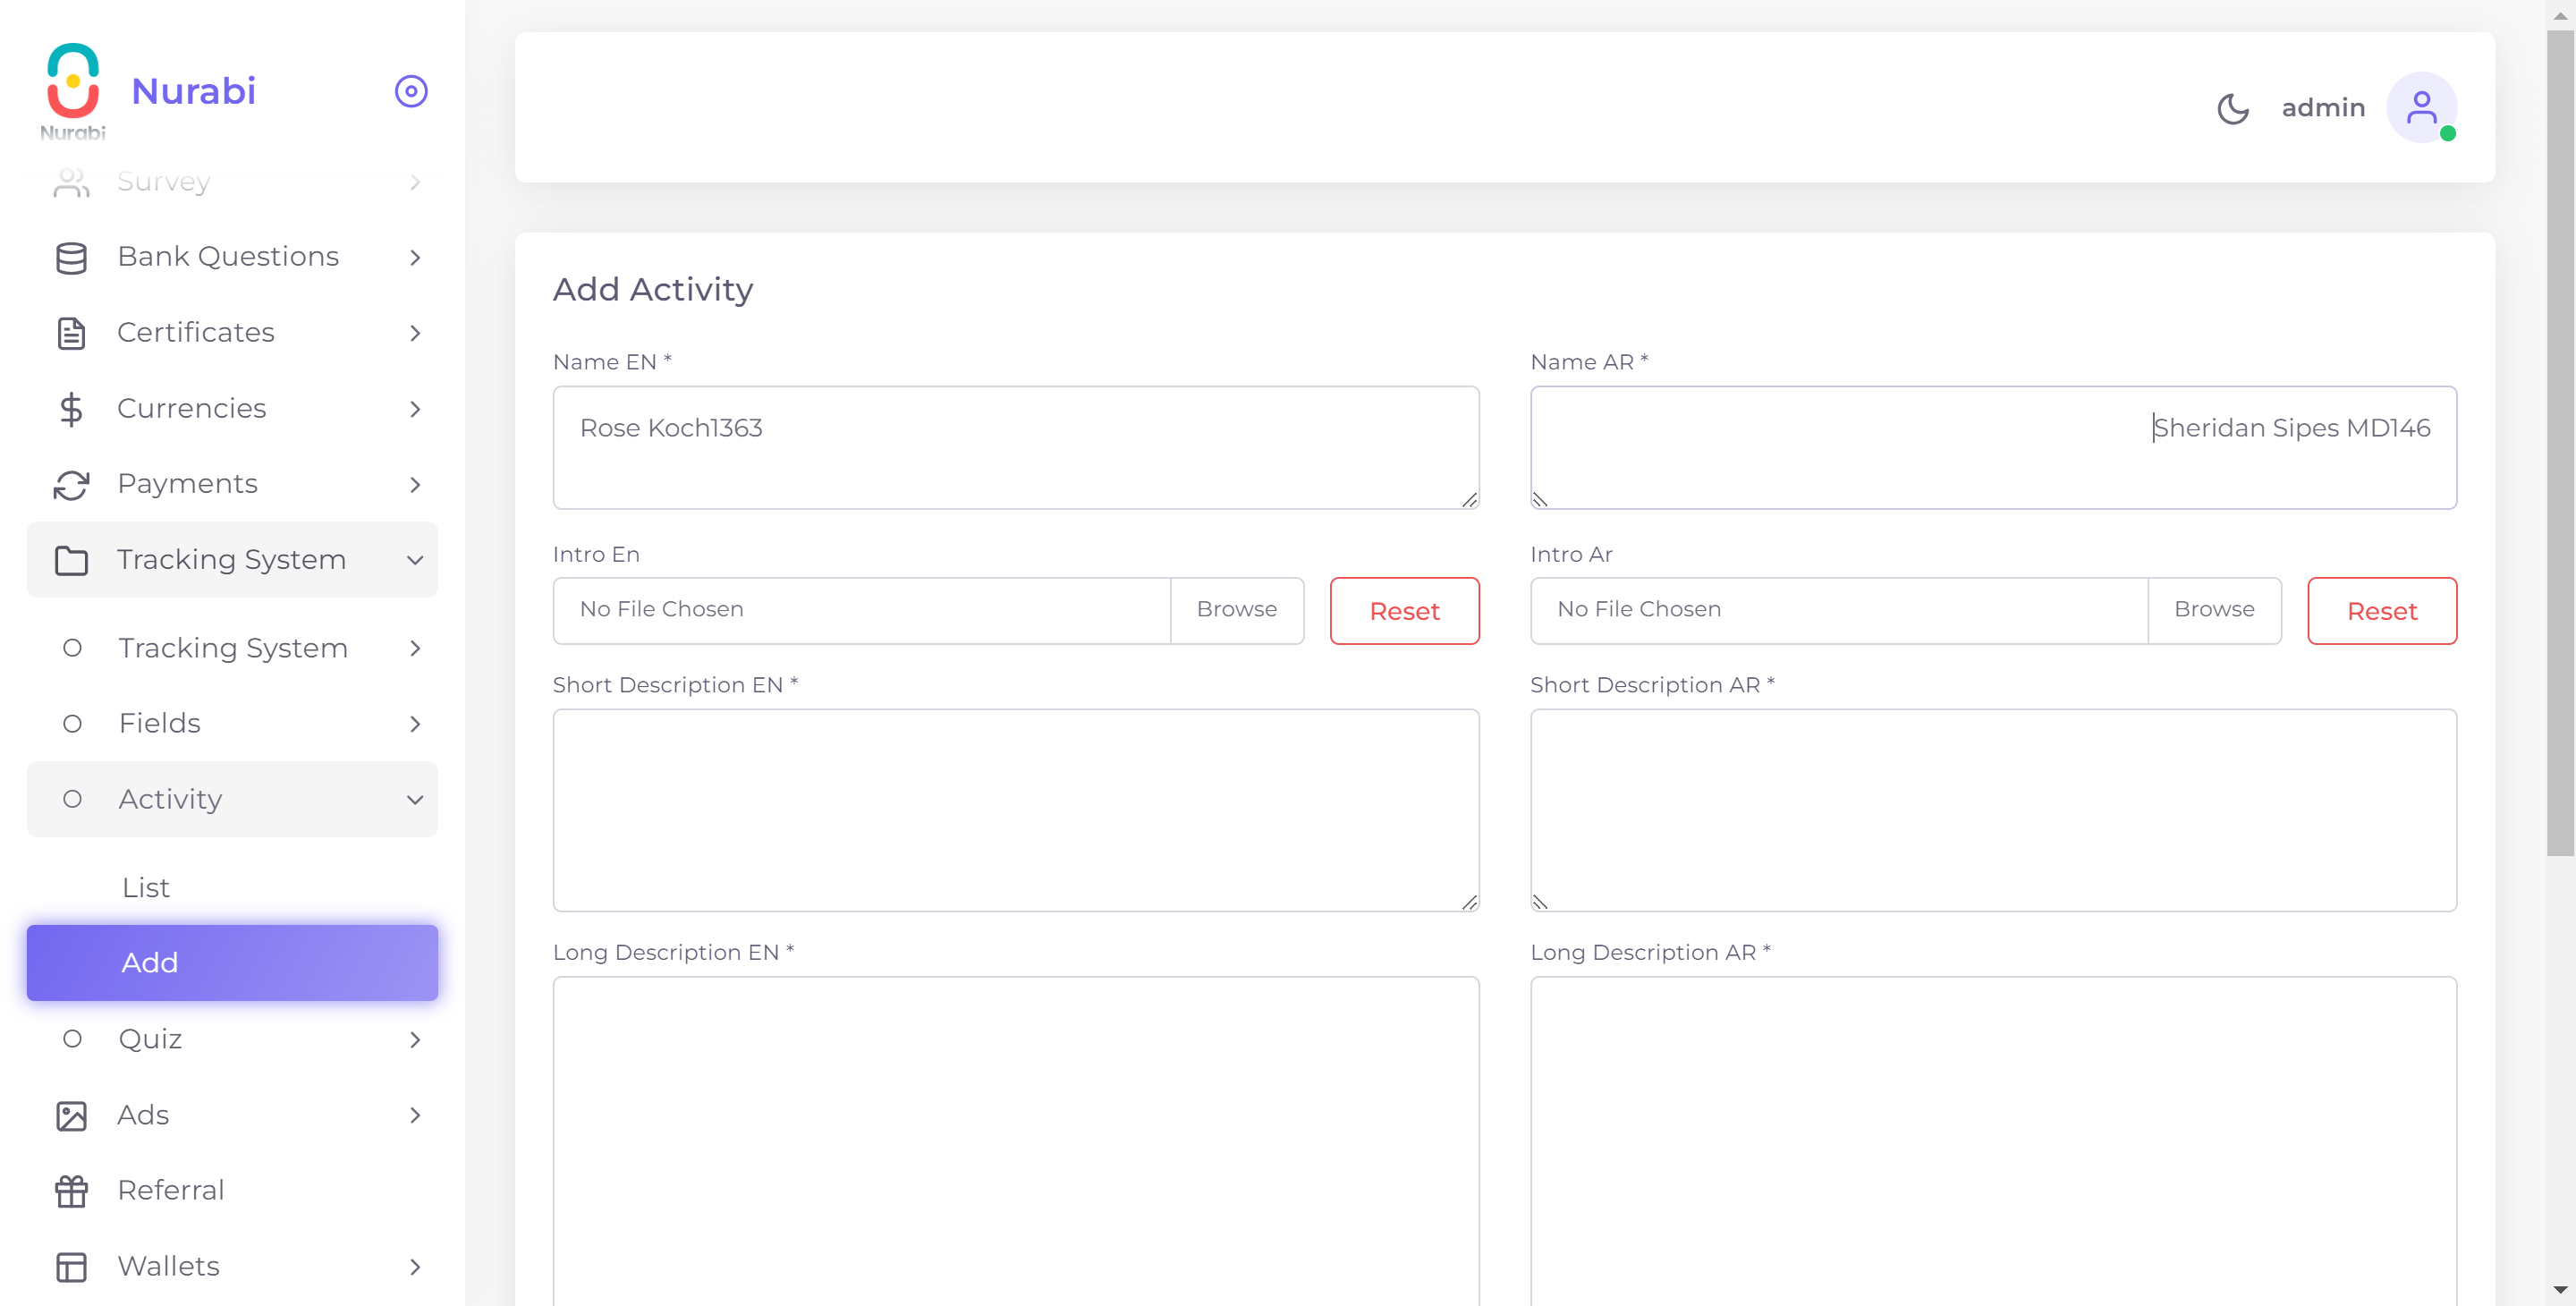 Nurabi
Nurabi
Survey
Bank Questions
Certificates
Currencies
Payments
Tracking System
Tracking System
Fields
Activity
List
Add
Quiz
Ads
Referral
Wallets
admin
Add Activity
Name EN *
Name AR *
Rose Koch1363
Sheridan Sipes MD146
Intro En
Intro Ar
No File Chosen Browse Reset
No File Chosen Browse Reset
Short Description EN *
Short Description AR *
Long Description EN *
Long Description AR *